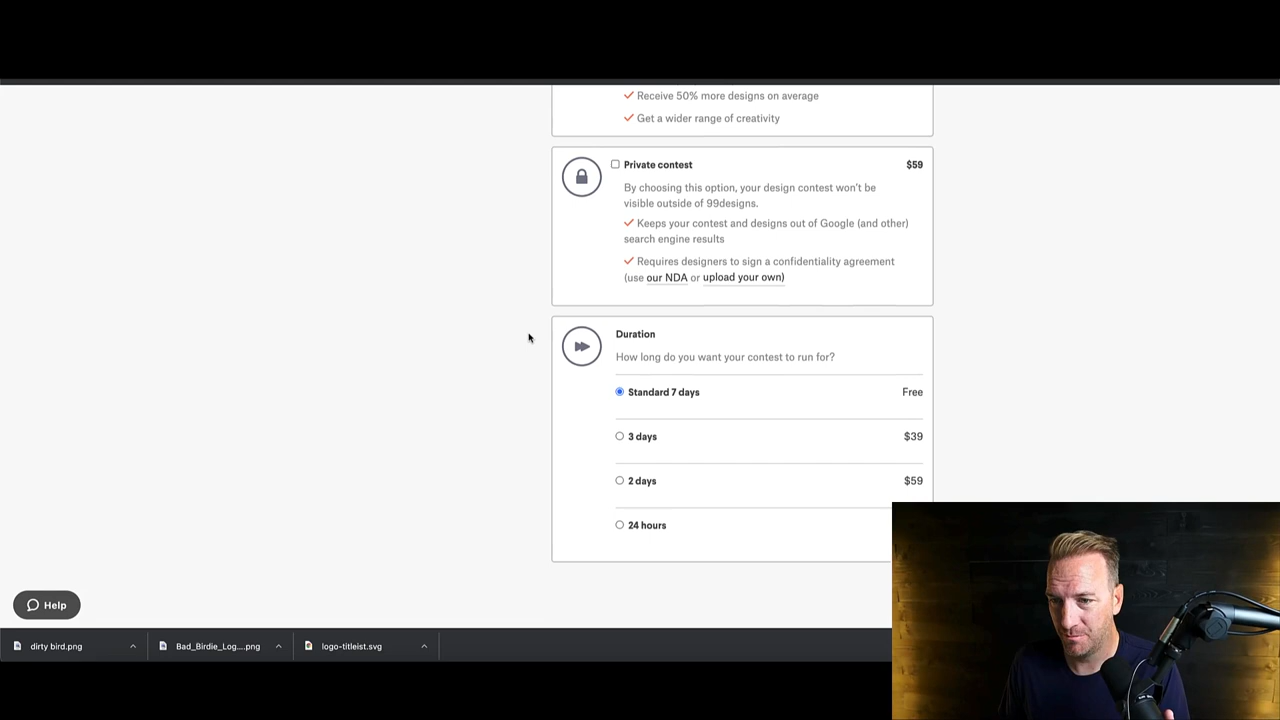 Receive 50% more designs on average
Get a wider range of creativity
Private contest
$59
By choosing this option, your design contest won't be
visible outside of 99designs.
Keeps your contest and designs out of Google (and other)
search engine results
Requires designers to sign a confidentiality agreement
(use our NDA or upload your own)
Duration
How long do you want your contest to run for?
Standard 7 days
Free
3 days
$39
2 days
$59
24 hours
Help
dirty bird.png
Bad_Birdie_Log....png
logo-titleist.svg